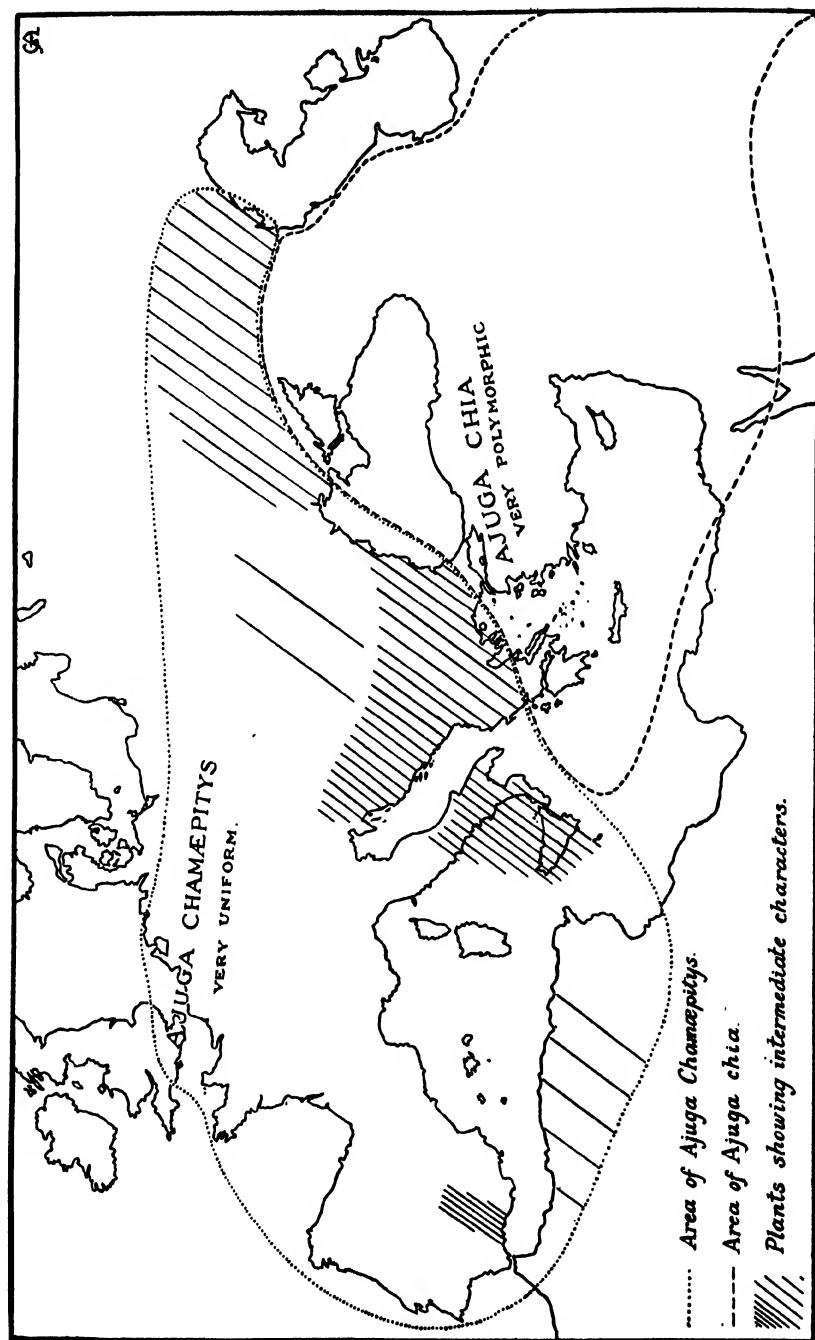 AJUGA CHAMÆPITYS
VERY UNIFORM.
AJUGA CHIA
VERY POLYMORPHIC
Area of Ajuga Chamæpitys.
Area of Ajuga chia.
Plants showing intermediate characters.